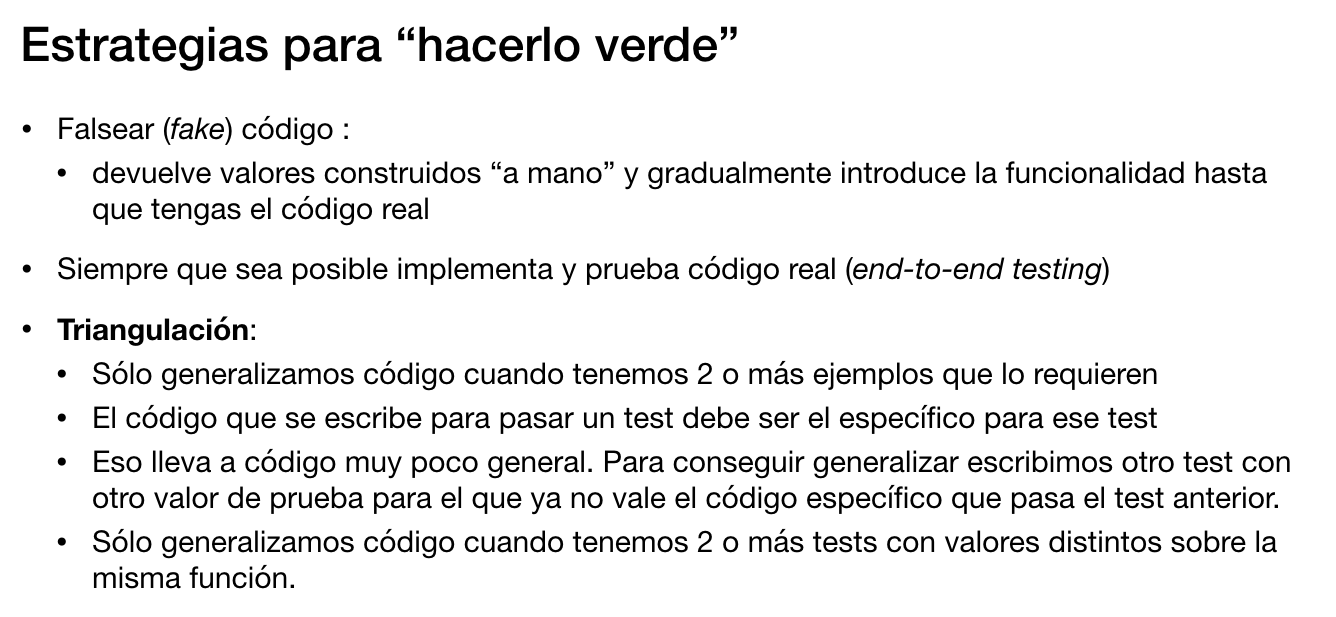 Estrategias para “hacerlo verde”
• Falsear (fake) código :
• devuelve valores construidos “a mano” y gradualmente introduce la funcionalidad hasta
que tengas el código real
• Siempre que sea posible implementa y prueba código real (end-to-end testing)
• Triangulación:
• Sólo generalizamos código cuando tenemos 2 o más ejemplos que lo requieren
• El código que se escribe para pasar un test debe ser el específico para ese test
• Eso lleva a código muy poco general. Para conseguir generalizar escribimos otro test con
otro valor de prueba para el que ya no vale el código específico que pasa el test anterior.
• Sólo generalizamos código cuando tenemos 2 o más tests con valores distintos sobre la
misma función.